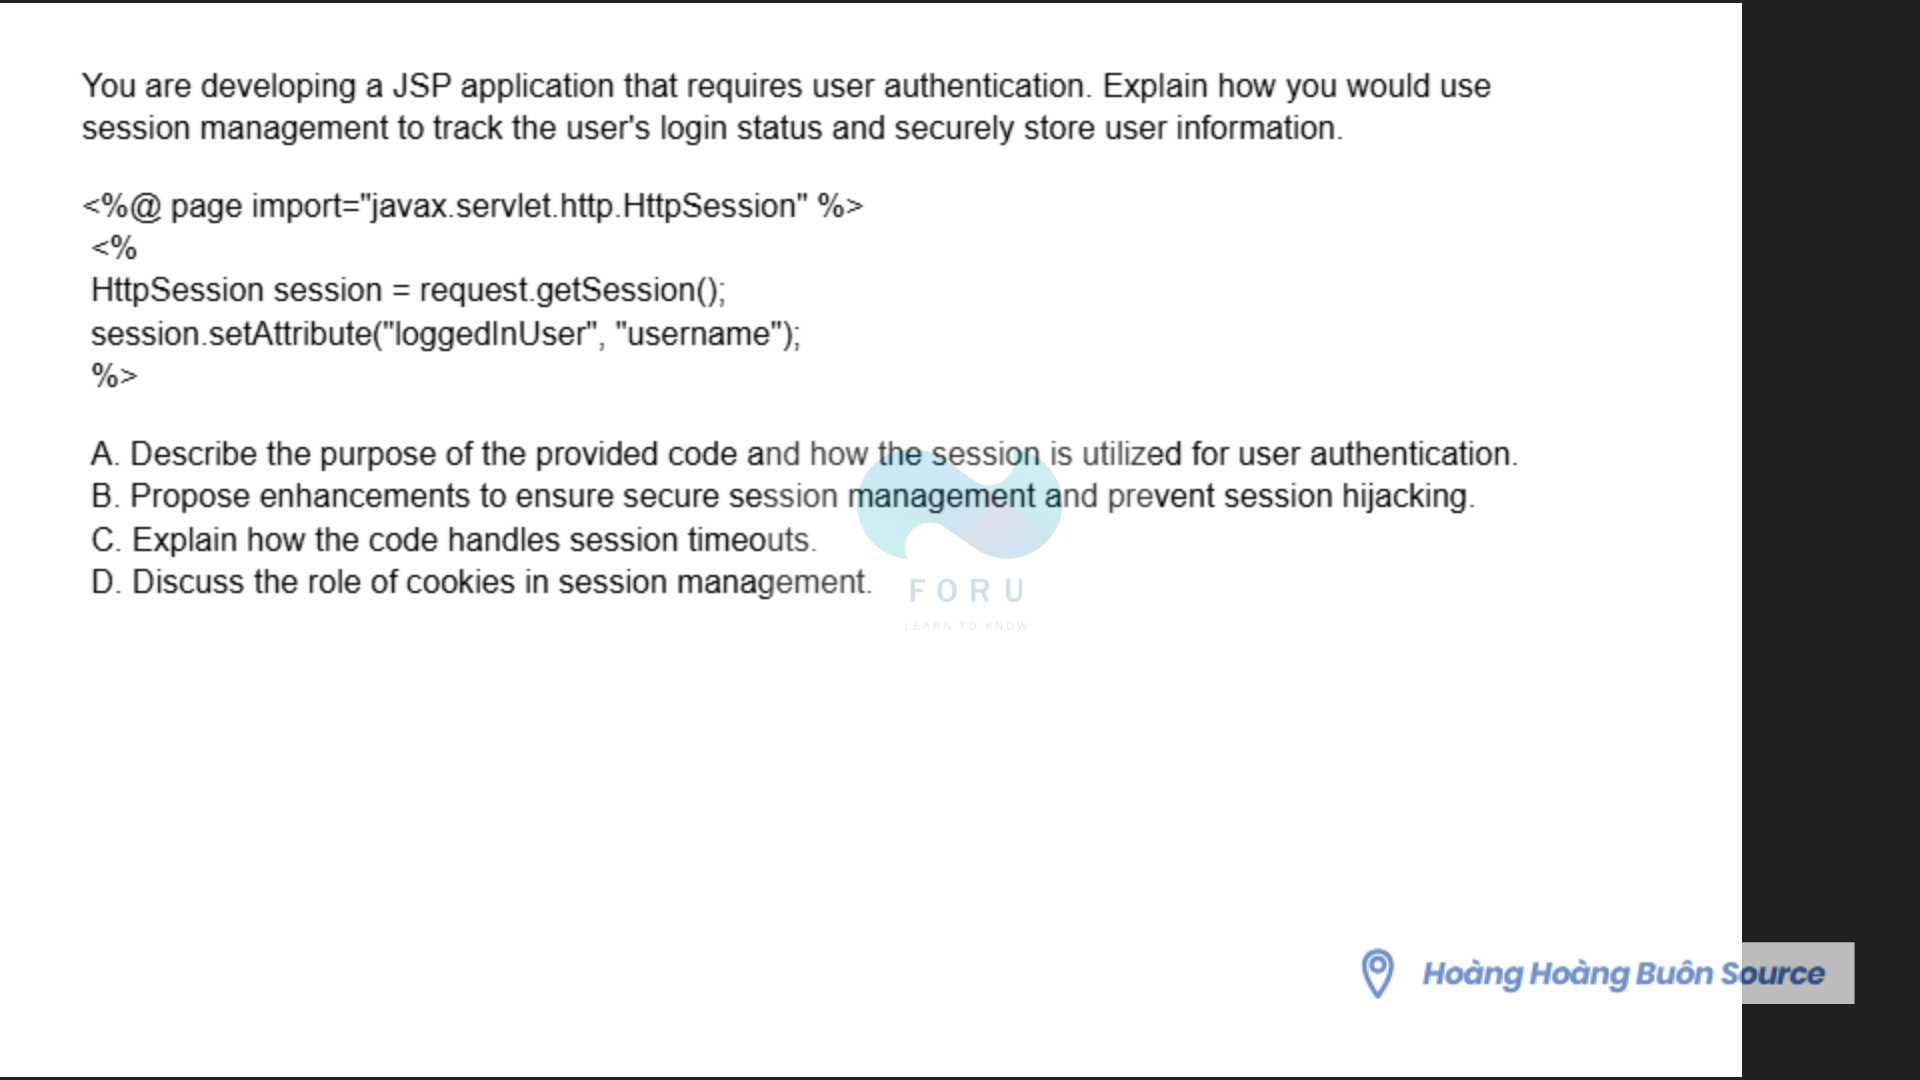 You are developing a JSP application that requires user authentication. Explain how you would use
session management to track the user's login status and securely store user information.
<%@ page import="javax.servlet.http.HttpSession" %>
<%
HttpSession session = request.getSession();
session.setAttribute("loggedInUser", "username");
%>
A. Describe the purpose of the provided code and how the session is utilized for user authentication.
B. Propose enhancements to ensure secure session management and prevent session hijacking.
C. Explain how the code handles session timeouts.
D. Discuss the role of cookies in session management.
FORU
LEARN TO KNOW
Hoàng Hoàng Buôn Source